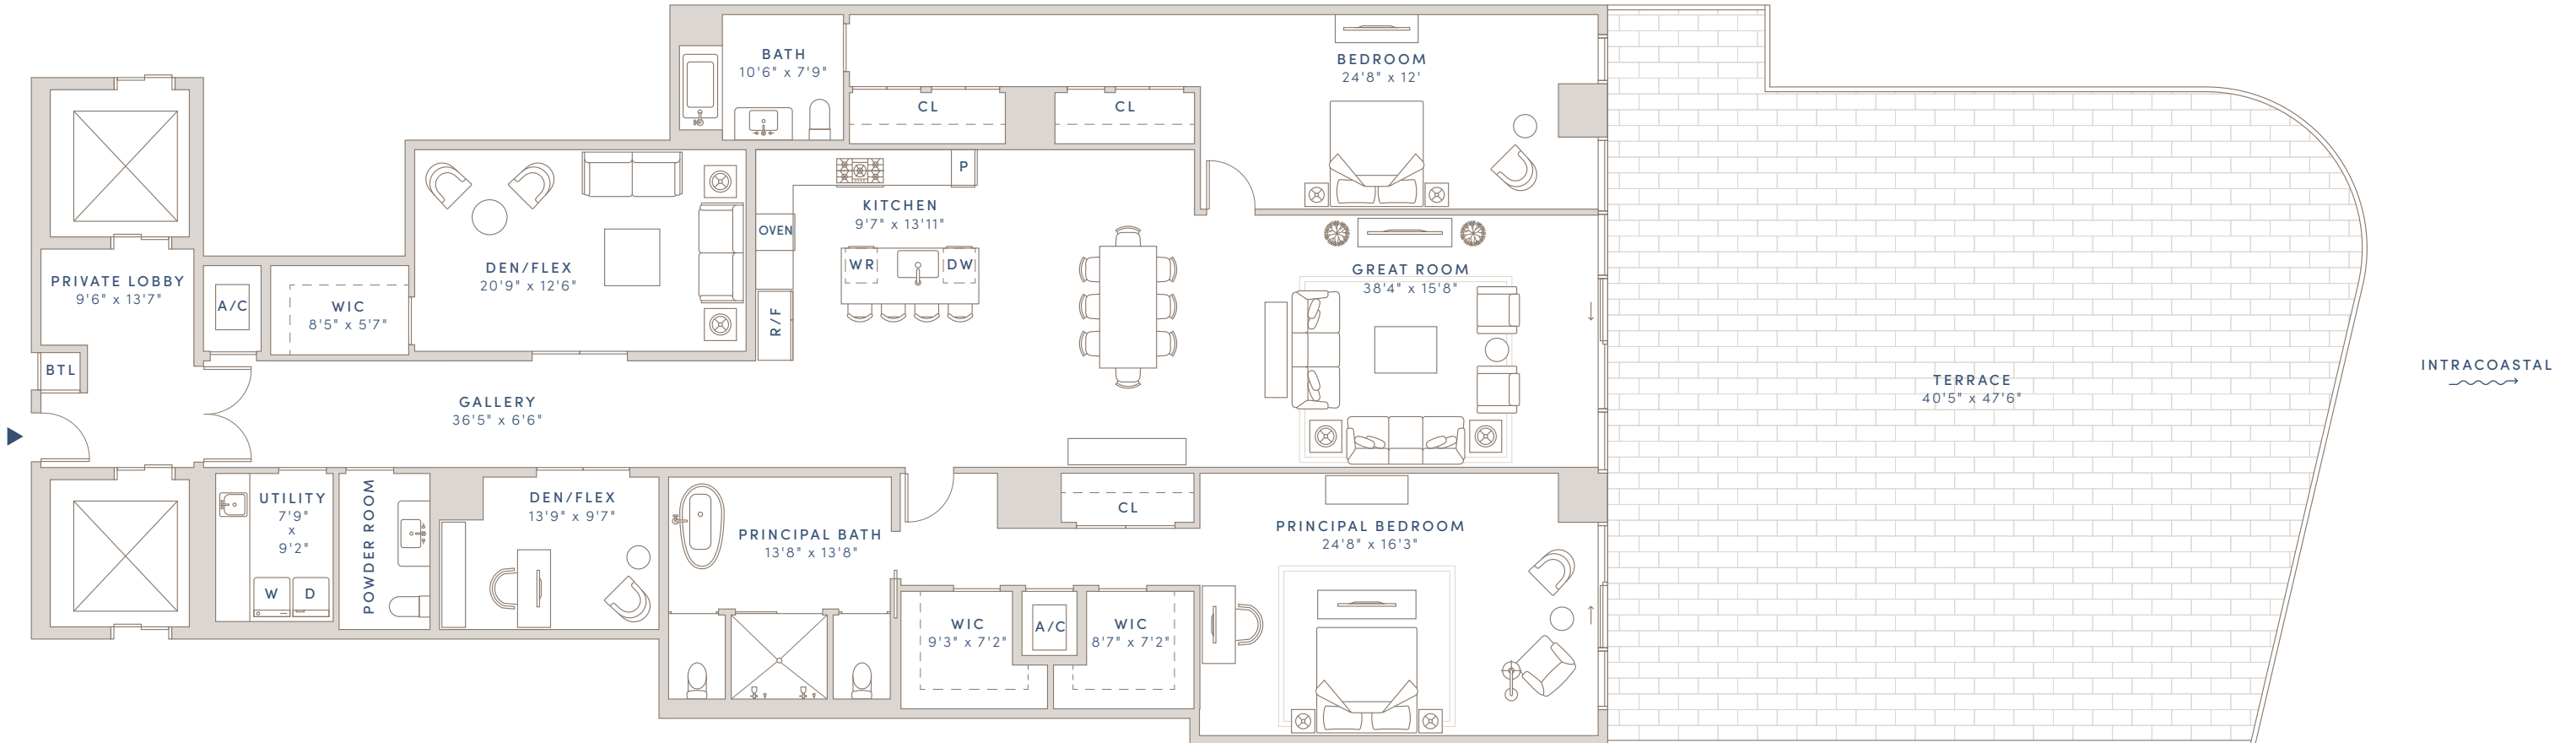 BATH
10'6" x 7'9"
BEDROOM
24'8" x 12'
CL
CL
P
KITCHEN
9'7" x 13'11"
OVEN
WR
DW
R/F
DEN/FLEX
20'9" x 12'6"
GREAT ROOM
38'4" x 15'8"
PRIVATE LOBBY
9'6" x 13'7"
A/C
WIC
8'5" x 5'7"
BTL
GALLERY
36'5" x 6'6"
TERRACE
40'5" x 47'6"
INTRACOASTAL
UTILITY
7'9"
x
9'2"
W
D
POWDER ROOM
DEN/FLEX
13'9" x 9'7"
PRINCIPAL BATH
13'8" x 13'8"
CL
PRINCIPAL BEDROOM
24'8" x 16'3"
WIC
9'3" x 7'2"
A/C
WIC
8'7" x 7'2"